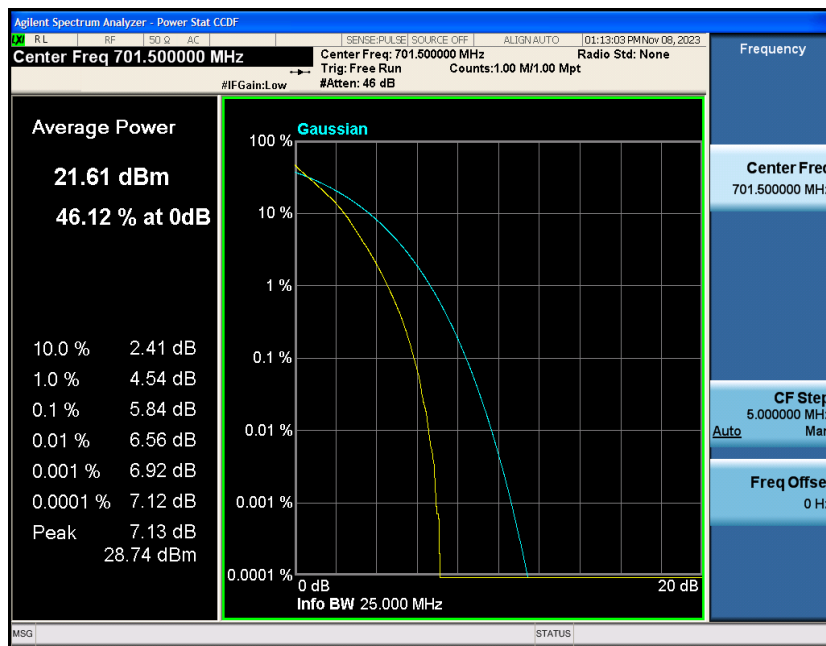 Agilent Spectrum Analyzer - Power Stat CCDF
LXI RL RF 50 Ω AC SENSE:PULSE SOURCE OFF ALIGN AUTO 01:13:03 PM Nov 08, 2023
Center Freq 701.500000 MHz
Center Freq: 701.500000 MHz Radio Std: None
Trig: Free Run Counts:1.00 M/1.00 Mpt
#IFGain:Low #Atten: 46 dB
Average Power
21.61 dBm
46.12 % at 0dB
10.0 % 2.41 dB
1.0 % 4.54 dB
0.1 % 5.84 dB
0.01 % 6.56 dB
0.001 % 6.92 dB
0.0001 % 7.12 dB
Peak 7.13 dB
28.74 dBm
Gaussian
100 %
10 %
1 %
0.1 %
0.01 %
0.001 %
0.0001 %
0 dB 20 dB
Info BW 25.000 MHz
Frequency
Center Freq
701.500000 MH
CF Step
5.000000 MH
Auto Man
Freq Offse
0 H
MSG STATUS